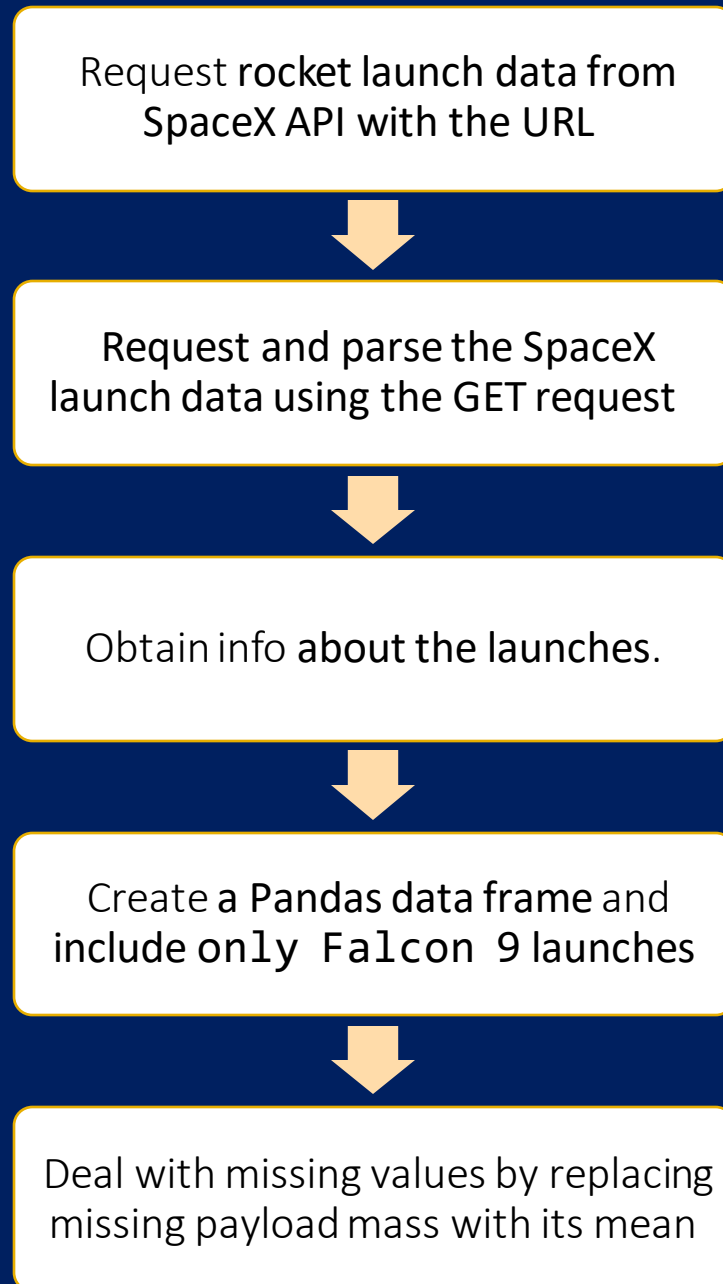 Request rocket launch data from
SpaceX API with the URL
Request and parse the SpaceX
launch data using the GET request
Obtain info about the launches.
Create a Pandas data frame and
include only Falcon 9 launches
Deal with missing values by replacing
missing payload mass with its mean